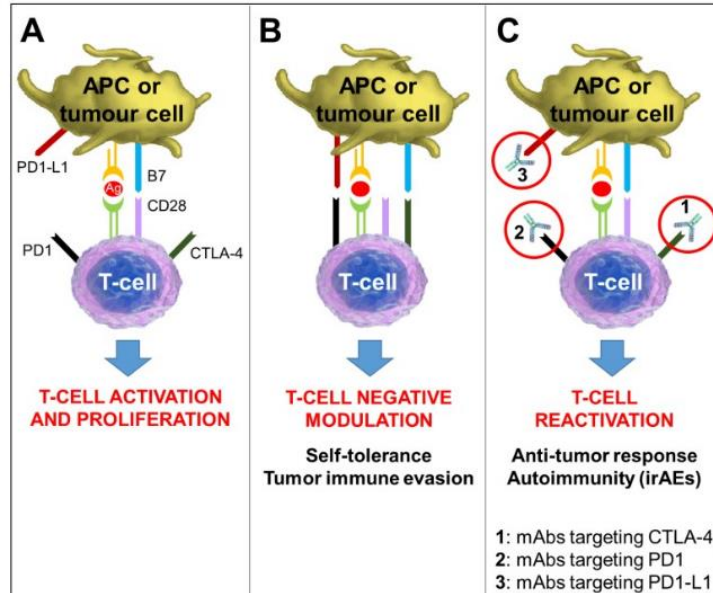 A
APC or
tumour cell
PD1-L1
B7
Ag
CD28
PD1
CTLA-4
T-cell
T-CELL ACTIVATION
AND PROLIFERATION
B
APC or
tumour cell
T-cell
T-CELL NEGATIVE
MODULATION
Self-tolerance
Tumor immune evasion
C
APC or
tumour cell
3
1
2
T-cell
T-CELL
REACTIVATION
Anti-tumor response
Autoimmunity (irAEs)
1: mAbs targeting CTLA-4
2: mAbs targeting PD1
3: mAbs targeting PD1-L1